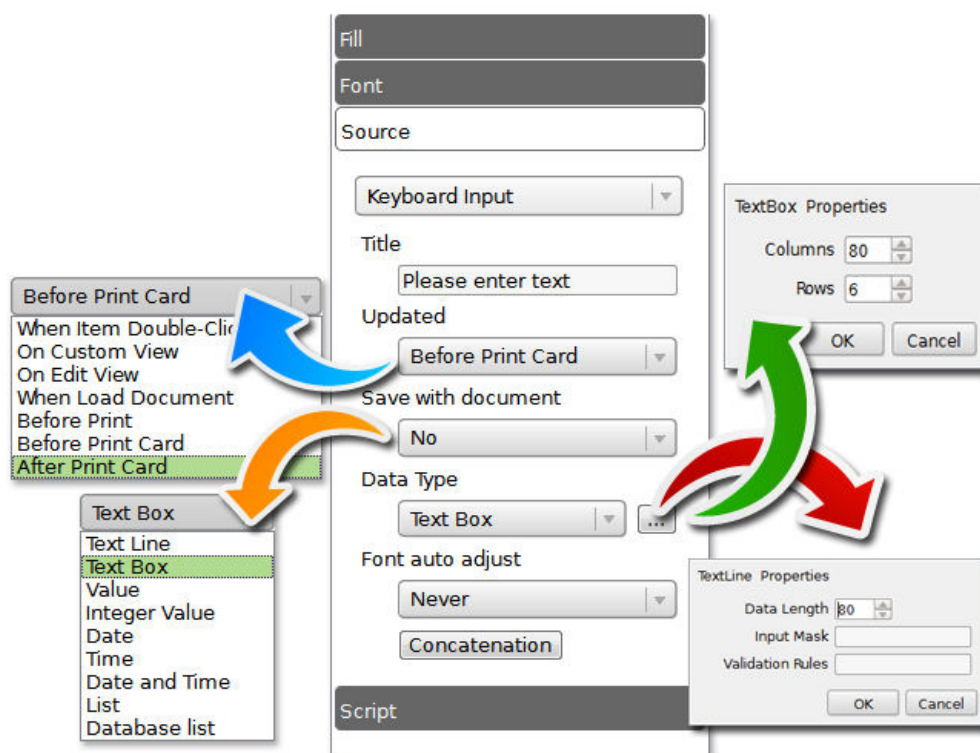 Fill
Font
Source
Keyboard Input
Title
Please enter text
Updated
Before Print Card
Save with document
No
Data Type
Text Box
...
Font auto adjust
Never
Concatenation
Script
Before Print Card
When Item Double-Clic
On Custom View
On Edit View
When Load Document
Before Print
Before Print Card
After Print Card
Text Box
Text Line
Text Box
Value
Integer Value
Date
Time
Date and Time
List
Database list
TextBox Properties
Columns 80
Rows 6
OK Cancel
TextLine Properties
Data Length 80
Input Mask
Validation Rules
OK Cancel